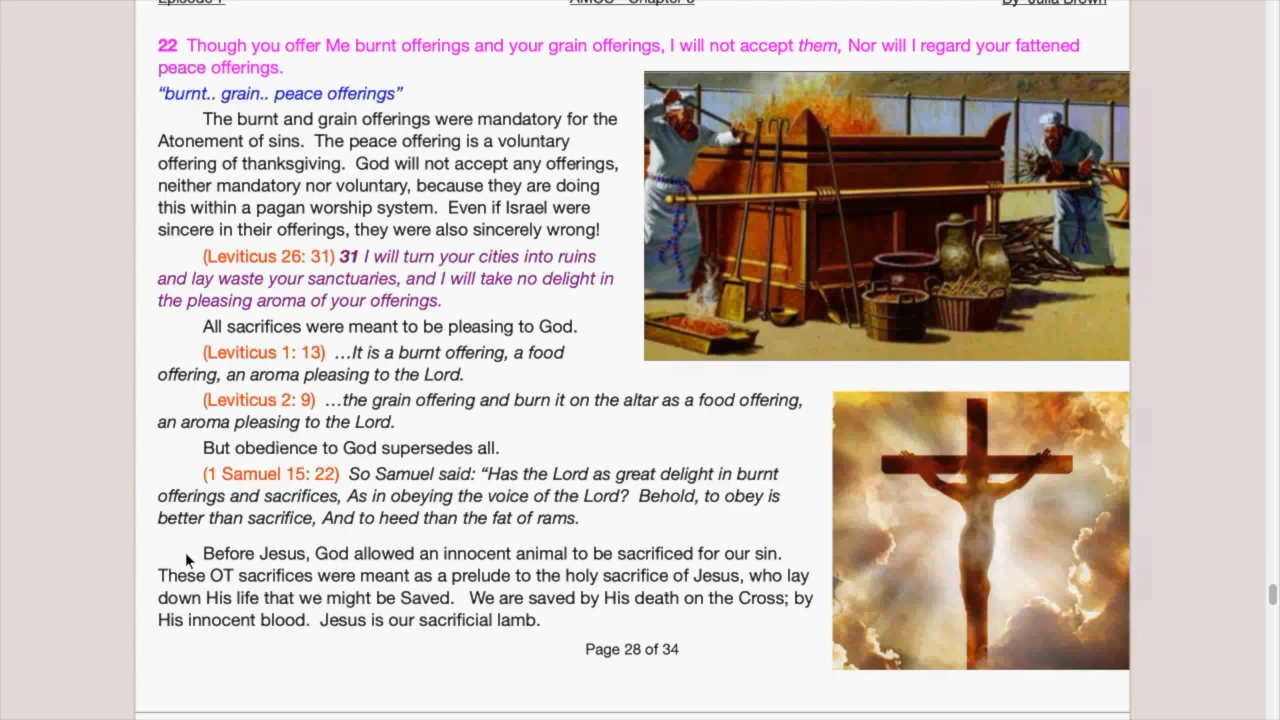 22 Though you offer Me burnt offerings and your grain offerings, I will not accept them, Nor will I regard your fattened
peace offerings.
“burnt.. grain.. peace offerings”
The burnt and grain offerings were mandatory for the
Atonement of sins. The peace offering is a voluntary
offering of thanksgiving. God will not accept any offerings,
neither mandatory nor voluntary, because they are doing
this within a pagan worship system. Even if Israel were
sincere in their offerings, they were also sincerely wrong!
(Leviticus 26: 31) 31 I will turn your cities into ruins
and lay waste your sanctuaries, and I will take no delight in
the pleasing aroma of your offerings.
All sacrifices were meant to be pleasing to God.
(Leviticus 1: 13) …It is a burnt offering, a food
offering, an aroma pleasing to the Lord.
(Leviticus 2: 9) …the grain offering and burn it on the altar as a food offering,
an aroma pleasing to the Lord.
But obedience to God supersedes all.
(1 Samuel 15: 22) So Samuel said: “Has the Lord as great delight in burnt
offerings and sacrifices, As in obeying the voice of the Lord? Behold, to obey is
better than sacrifice, And to heed than the fat of rams.
Before Jesus, God allowed an innocent animal to be sacrificed for our sin.
These OT sacrifices were meant as a prelude to the holy sacrifice of Jesus, who lay
down His life that we might be Saved. We are saved by His death on the Cross; by
His innocent blood. Jesus is our sacrificial lamb.
Page 28 of 34